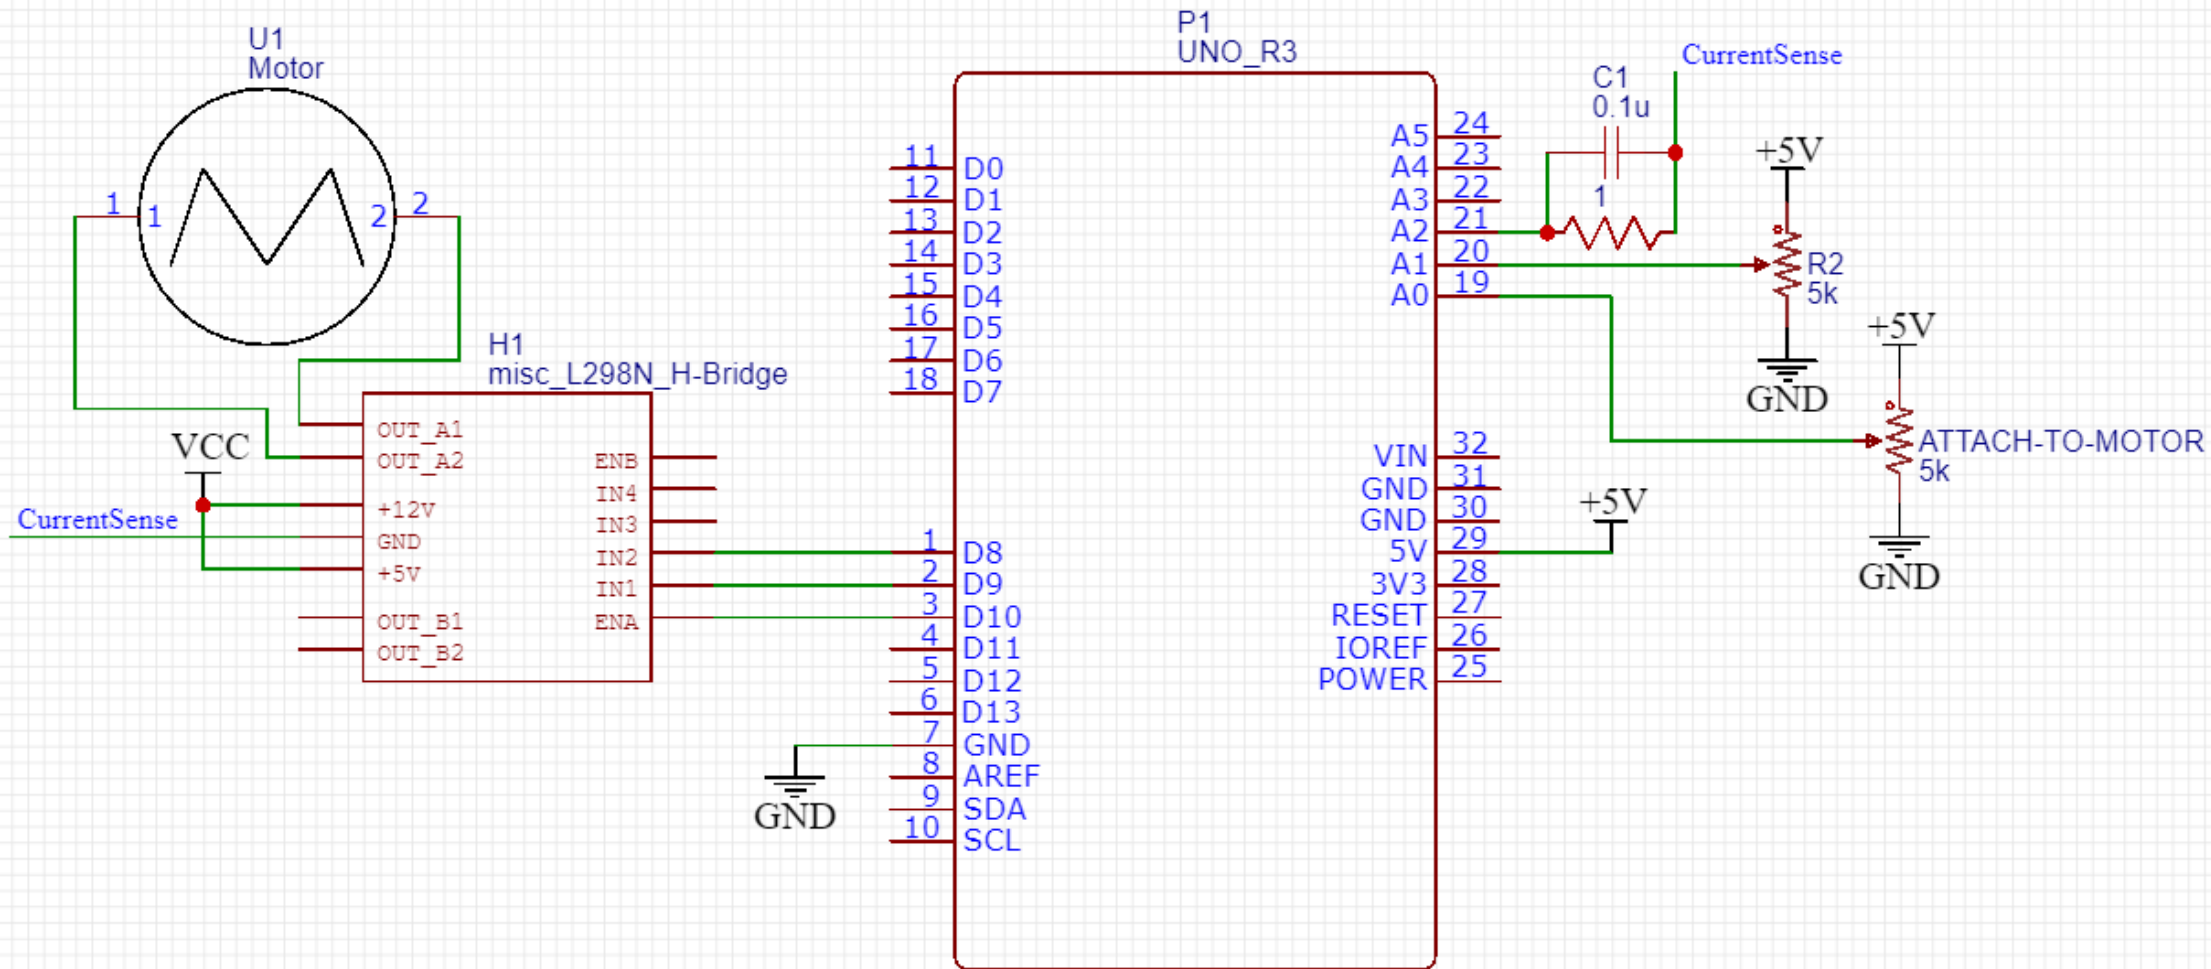 U1
Motor
1
1
2
2
VCC
CurrentSense
H1
misc_L298N_H-Bridge
OUT_A1
OUT_A2
+12V
GND
+5V
OUT_B1
OUT_B2
ENB
IN4
IN3
IN2
IN1
ENA
P1
UNO_R3
11 D0
12 D1
13 D2
14 D3
15 D4
16 D5
17 D6
18 D7
1 D8
2 D9
3 D10
4 D11
5 D12
6 D13
7 GND
8 AREF
9 SDA
10 SCL
GND
A5 24
A4 23
A3 22
A2 21
A1 20
A0 19
VIN 32
GND 31
GND 30
5V 29
3V3 28
RESET 27
IOREF 26
POWER 25
+5V
CurrentSense
C1
0.1u
1
+5V
R2
5k
GND
+5V
ATTACH-TO-MOTOR
5k
GND